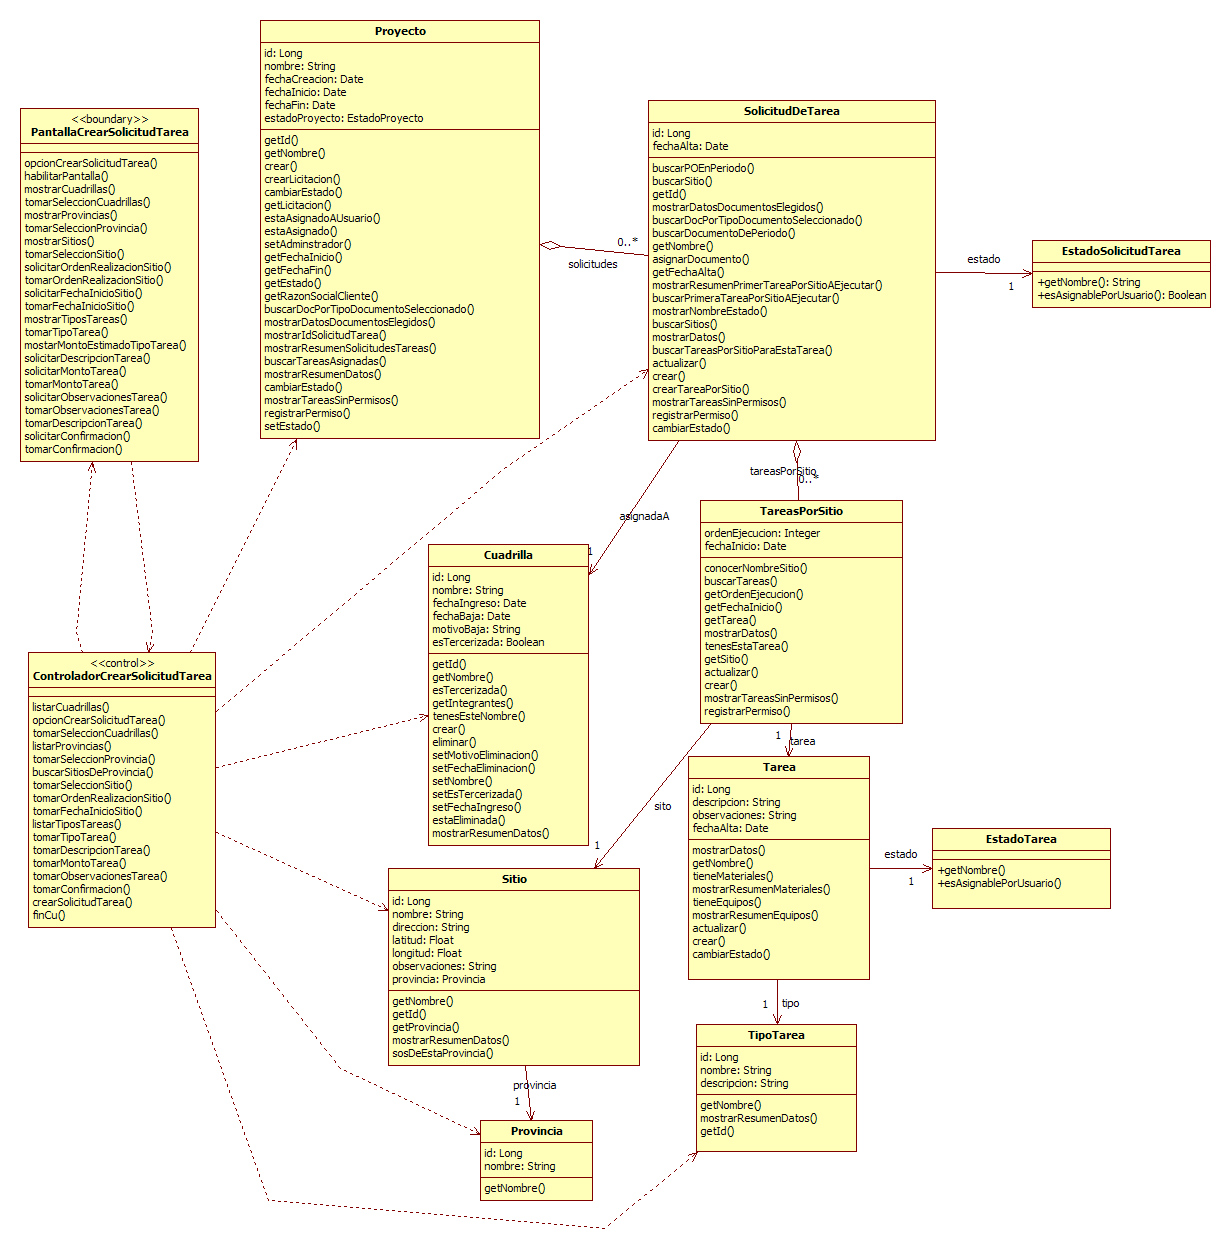 Proyecto
id: Long
nombre: String
fechaCreacion: Date
fechaInicio: Date
fechaFin: Date
estadoProyecto: EstadoProyecto
getId()
getNombre()
crear()
crearLicitacion()
cambiarEstado()
getLicitacion()
estaAsignadoAUsuario()
estaAsignado()
setAdminstrador()
getFechaInicio()
getFechaFin()
getEstado()
getRazonSocialCliente()
buscarDocPorTipoDocumentoSeleccionado()
mostrarDatosDocumentosElegidos()
mostrarIdSolicitudTarea()
mostrarResumenSolicitudesTareas()
buscarTareasAsignadas()
mostrarResumenDatos()
cambiarEstado()
mostrarTareasSinPermisos()
registrarPermiso()
setEstado()
<<boundary>>
PantallaCrearSolicitudTarea
opcionCrearSolicitudTarea()
habilitarPantalla()
mostrarCuadrillas()
tomarSeleccionCuadrillas()
mostrarProvincias()
tomarSeleccionProvincia()
mostrarSitios()
tomarSeleccionSitio()
solicitarOrdenRealizacionSitio()
tomarOrdenRealizacionSitio()
solicitarFechaInicioSitio()
tomarFechaInicioSitio()
mostrarTiposTareas()
tomarTipoTarea()
mostarMontoEstimadoTipoTarea()
solicitarDescripcionTarea()
solicitarMontoTarea()
tomarMontoTarea()
solicitarObservacionesTarea()
tomarObservacionesTarea()
tomarDescripcionTarea()
solicitarConfirmacion()
tomarConfirmacion()
SolicitudDeTarea
id: Long
fechaAlta: Date
buscarPOEnPeriodo()
buscarSitio()
getId()
mostrarDatosDocumentosElegidos()
buscarDocPorTipoDocumentoSeleccionado()
buscarDocumentoDePeriodo()
getNombre()
asignarDocumento()
getFechaAlta()
mostrarResumenPrimerTareaPorSitioAEjecutar()
buscarPrimeraTareaPorSitioAEjecutar()
mostrarNombreEstado()
buscarSitios()
mostrarDatos()
buscarTareasPorSitioParaEstaTarea()
actualizar()
crear()
crearTareaPorSitio()
mostrarTareasSinPermisos()
registrarPermiso()
cambiarEstado()
0..*
solicitudes
estado
1
EstadoSolicitudTarea
+getNombre(): String
+esAsignablePorUsuario(): Boolean
tareasPorSitio
0..*
asignadaA
1
TareasPorSitio
ordenEjecucion: Integer
fechaInicio: Date
conocerNombreSitio()
buscarTareas()
getOrdenEjecucion()
getFechaInicio()
getTarea()
mostrarDatos()
tenesEstaTarea()
getSitio()
actualizar()
crear()
mostrarTareasSinPermisos()
registrarPermiso()
Cuadrilla
id: Long
nombre: String
fechaIngreso: Date
fechaBaja: Date
motivoBaja: String
esTercerizada: Boolean
getId()
getNombre()
esTercerizada()
getIntegrantes()
tenesEsteNombre()
crear()
eliminar()
setMotivoEliminacion()
setFechaEliminacion()
setNombre()
setEsTercerizada()
setFechaIngreso()
estaEliminada()
mostrarResumenDatos()
<<control>>
ControladorCrearSolicitudTarea
listarCuadrillas()
opcionCrearSolicitudTarea()
tomarSeleccionCuadrillas()
listarProvincias()
tomarSeleccionProvincia()
buscarSitiosDeProvincia()
tomarSeleccionSitio()
tomarOrdenRealizacionSitio()
tomarFechaInicioSitio()
listarTiposTareas()
tomarTipoTarea()
tomarDescripcionTarea()
tomarMontoTarea()
tomarObservacionesTarea()
tomarConfirmacion()
crearSolicitudTarea()
finCu()
1
tarea
sito
1
Tarea
id: Long
descripcion: String
observaciones: String
fechaAlta: Date
mostrarDatos()
getNombre()
tieneMateriales()
mostrarResumenMateriales()
tieneEquipos()
mostrarResumenEquipos()
actualizar()
crear()
cambiarEstado()
estado
1
EstadoTarea
+getNombre()
+esAsignablePorUsuario()
Sitio
id: Long
nombre: String
direccion: String
latitud: Float
longitud: Float
observaciones: String
provincia: Provincia
getNombre()
getId()
getProvincia()
mostrarResumenDatos()
sosDeEstaProvincia()
1
tipo
TipoTarea
id: Long
nombre: String
descripcion: String
getNombre()
mostrarResumenDatos()
getId()
provincia
1
Provincia
id: Long
nombre: String
getNombre()